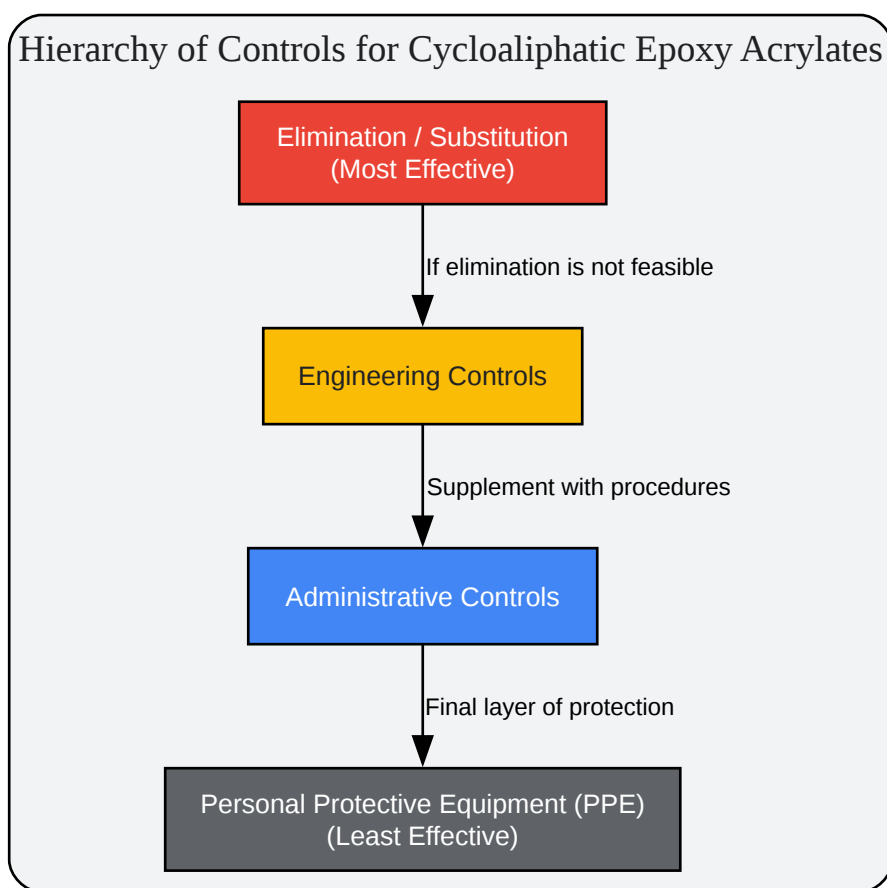 Hierarchy of Controls for Cycloaliphatic Epoxy Acrylates
Elimination / Substitution
(Most Effective)
If elimination is not feasible
Engineering Controls
Supplement with procedures
Administrative Controls
Final layer of protection
Personal Protective Equipment (PPE)
(Least Effective)